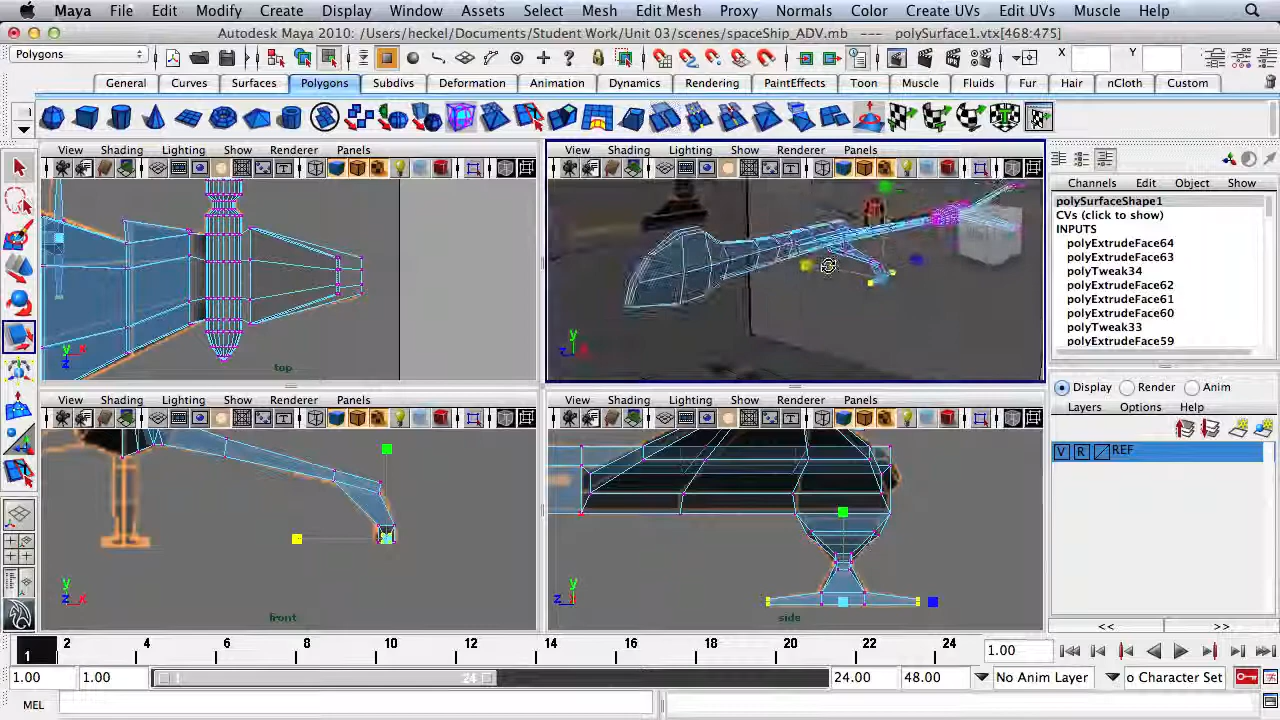 Maya File Edit Modify Create Display Window Assets Select Mesh Edit Mesh Proxy Normals Color Create UVs Edit UVs Muscle Help
Autodesk Maya 2010: /Users/heckel/Documents/Student Work/Unit 03/scenes/spaceShip_ADV.mb --- polySurface1.vtx[468:475]
Polygons X Y
General Curves Surfaces Polygons Subdivs Deformation Animation Dynamics Rendering PaintEffects Toon Muscle Fluids Fur Hair nCloth Custom
View Shading Lighting Show Renderer Panels
View Shading Lighting Show Renderer Panels
Channels Edit Object Show
polySurfaceShape1
CVs (click to show)
INPUTS
polyExtrudeFace64
polyExtrudeFace63
polyTweak34
polyExtrudeFace62
polyExtrudeFace61
polyExtrudeFace60
polyTweak33
polyExtrudeFace59
y
z x
top
y
z x
View Shading Lighting Show Renderer Panels
View Shading Lighting Show Renderer Panels
Display Render Anim
Layers Options Help
V R REF
y
z x
front
y
z x
side
<< >>
1 2 4 6 8 10 12 14 16 18 20 22 24 1.00
1.00 1.00 1 24 24.00 48.00 No Anim Layer o Character Set
MEL